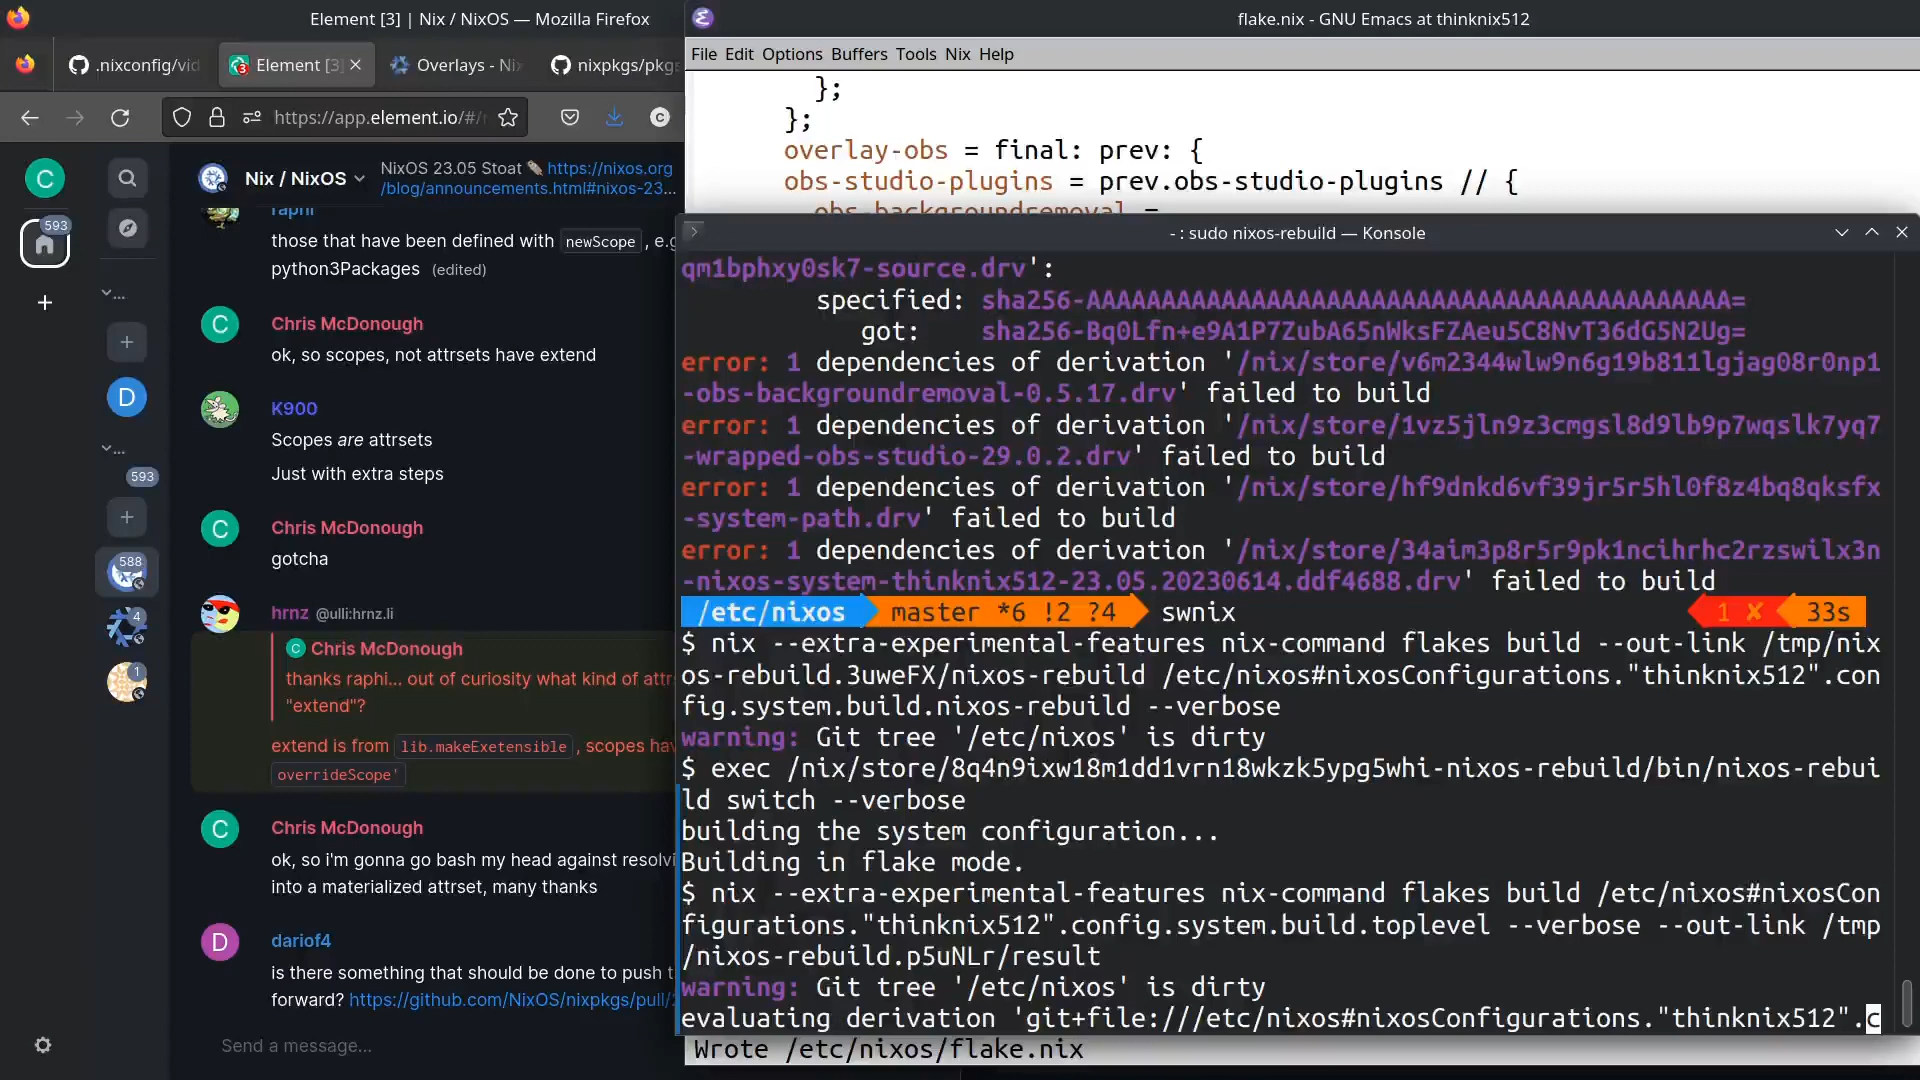 Element [3] | Nix / NixOS — Mozilla Firefox
.nixconfig/vid
Element [3]
Overlays - Nix
nixpkgs/pkgs
https://app.element.io/#/r
C
C
593
593
588
4
1
D
Nix / NixOS
NixOS 23.05 Stoat https://nixos.org
/blog/announcements.html#nixos-23...
raphi
those that have been defined with newScope, e.g
python3Packages (edited)
C
Chris McDonough
ok, so scopes, not attrsets have extend
K900
Scopes are attrsets
Just with extra steps
C
Chris McDonough
gotcha
hrnz @ulli:hrnz.li
C Chris McDonough
thanks raphi... out of curiosity what kind of attr
"extend"?
extend is from lib.makeExetensible, scopes hav
overrideScope'
C
Chris McDonough
ok, so i'm gonna go bash my head against resolvi
into a materialized attrset, many thanks
D
dariof4
is there something that should be done to push t
forward? https://github.com/NixOS/nixpkgs/pull/
Send a message...
flake.nix - GNU Emacs at thinknix512
File Edit Options Buffers Tools Nix Help
};
};
overlay-obs = final: prev: {
obs-studio-plugins = prev.obs-studio-plugins // {
obs-backgroundremoval =
- : sudo nixos-rebuild — Konsole
qm1bphxy0sk7-source.drv':
specified: sha256-AAAAAAAAAAAAAAAAAAAAAAAAAAAAAAAAAAAAAAAAAAA=
got: sha256-Bq0Lfn+e9A1P7ZubA65nWksFZAeu5C8NvT36dG5N2Ug=
error: 1 dependencies of derivation '/nix/store/v6m2344wlw9n6g19b811lgjag08r0np1
-obs-backgroundremoval-0.5.17.drv' failed to build
error: 1 dependencies of derivation '/nix/store/1vz5jln9z3cmgsl8d9lb9p7wqslk7yq7
-wrapped-obs-studio-29.0.2.drv' failed to build
error: 1 dependencies of derivation '/nix/store/hf9dnkd6vf39jr5r5hl0f8z4bq8qksfx
-system-path.drv' failed to build
error: 1 dependencies of derivation '/nix/store/34aim3p8r5r9pk1ncihrhc2rzswilx3n
-nixos-system-thinknix512-23.05.20230614.ddf4688.drv' failed to build
/etc/nixos master *6 !2 ?4 swnix 1 ✘ 33s
$ nix --extra-experimental-features nix-command flakes build --out-link /tmp/nix
os-rebuild.3uweFX/nixos-rebuild /etc/nixos#nixosConfigurations."thinknix512".con
fig.system.build.nixos-rebuild --verbose
warning: Git tree '/etc/nixos' is dirty
$ exec /nix/store/8q4n9ixw18m1dd1vrn18wkzk5ypg5whi-nixos-rebuild/bin/nixos-rebui
ld switch --verbose
building the system configuration...
Building in flake mode.
$ nix --extra-experimental-features nix-command flakes build /etc/nixos#nixosCon
figurations."thinknix512".config.system.build.toplevel --verbose --out-link /tmp
/nixos-rebuild.p5uNLr/result
warning: Git tree '/etc/nixos' is dirty
evaluating derivation 'git+file:///etc/nixos#nixosConfigurations."thinknix512".c
Wrote /etc/nixos/flake.nix